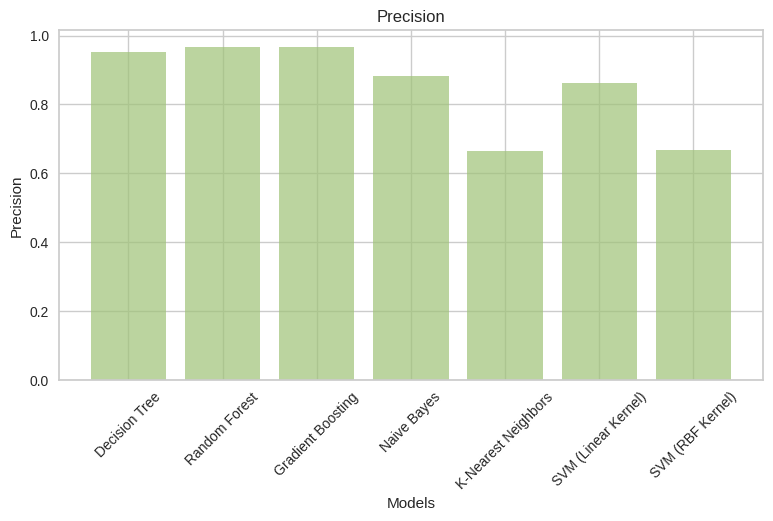 Precision
Precision
1.0
0.8
0.6
0.4
0.2
0.0
Decision Tree
Random Forest
Gradient Boosting
Naive Bayes
K-Nearest Neighbors
SVM (Linear Kernel)
SVM (RBF Kernel)
Models